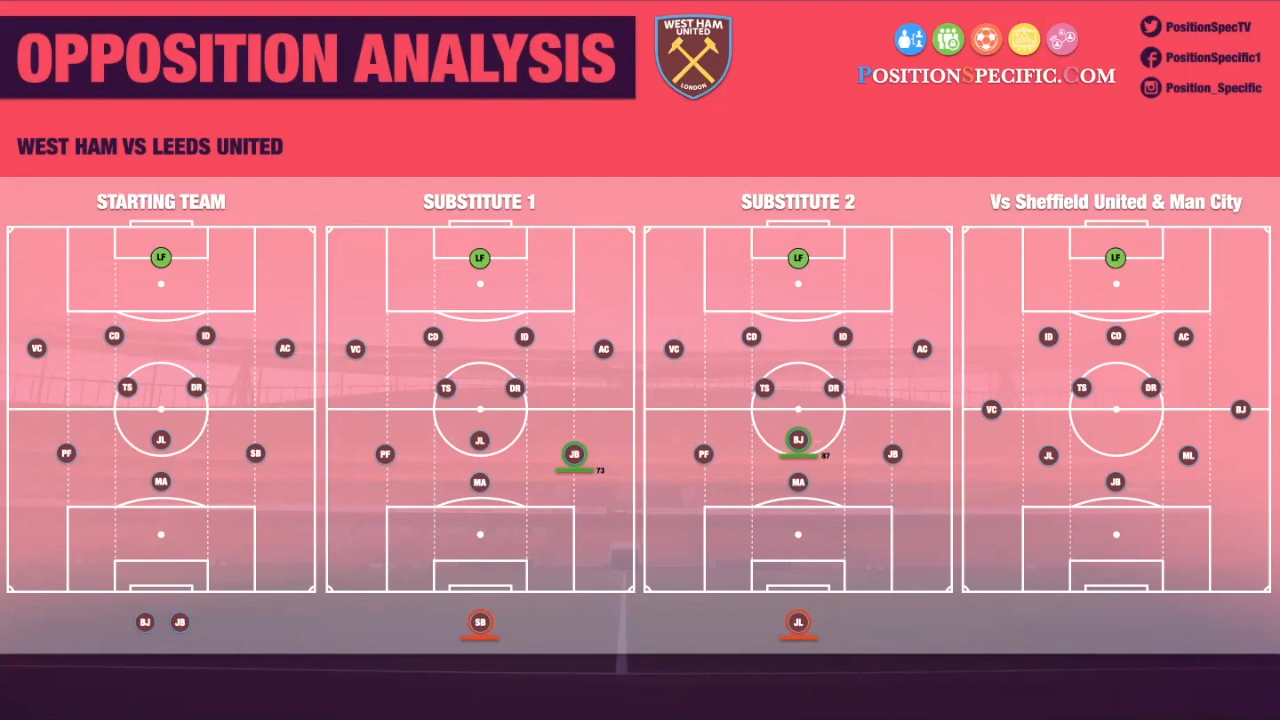 OPPOSITION ANALYSIS
WEST HAM
UNITED
LONDON
POSITIONSPECIFIC.COM
PositionSpecTV
PositionSpecific1
Position_Specific
WEST HAM VS LEEDS UNITED
STARTING TEAM
LF
CD ID
VC AC
TS DR
JL
PF SB
MA
BJ JB
SUBSTITUTE 1
LF
CD ID
VC AC
TS DR
JL
PF JB
73
MA
SB
SUBSTITUTE 2
LF
CD ID
VC AC
TS DR
BJ
87
PF JB
MA
JL
Vs Sheffield United & Man City
LF
ID CD AC
TS DR
VC BJ
JL ML
JB